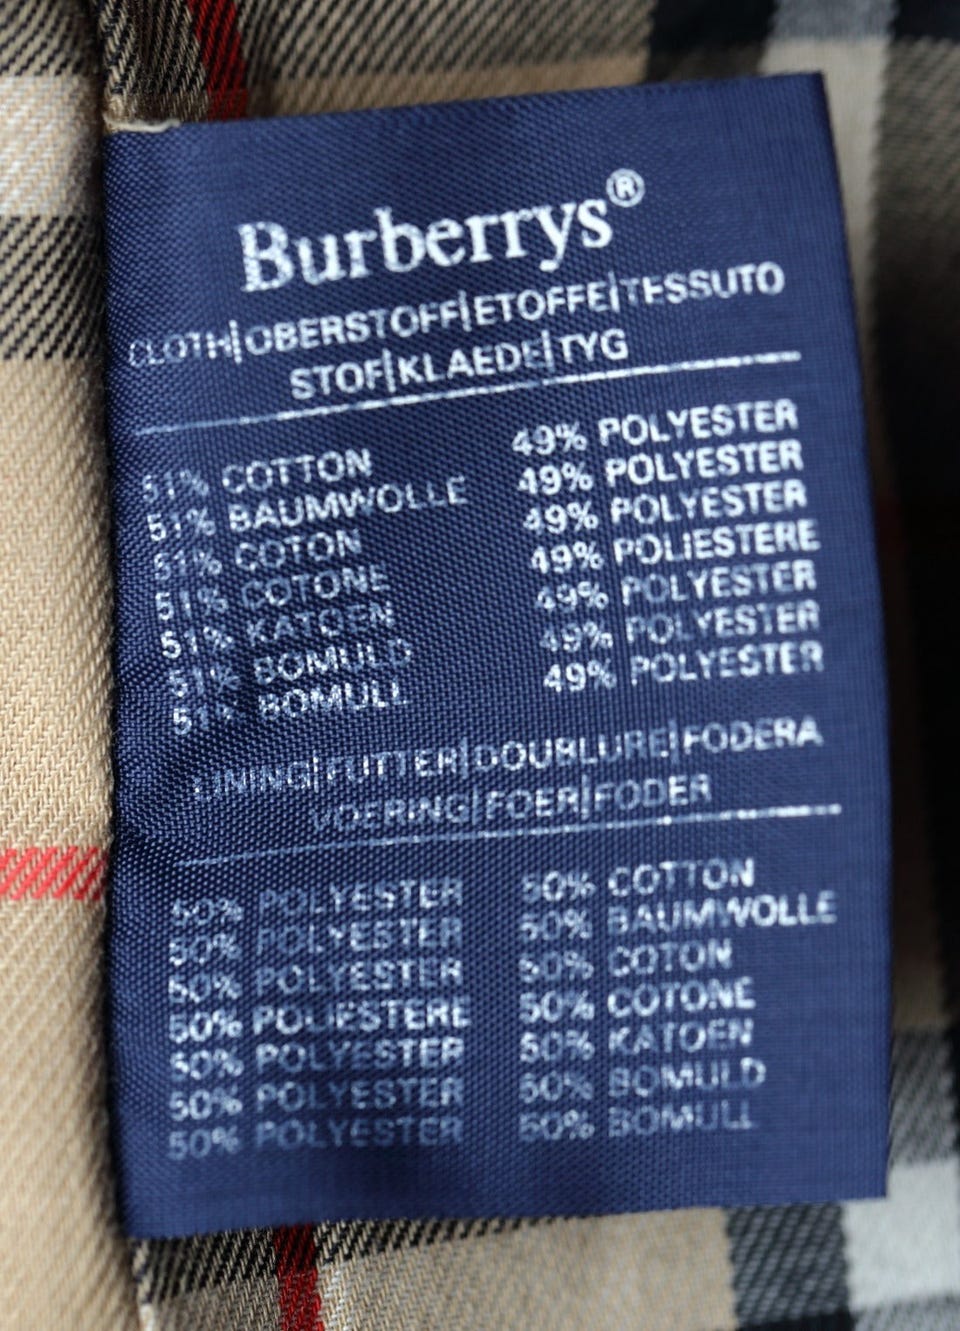 Burberrys®
CLOTH|OBERSTOFF|ETOFFE|TESSUTO
STOF|KLAEDE|TYG
51% COTTON 49% POLYESTER
51% BAUMWOLLE 49% POLYESTER
51% COTON 49% POLYESTER
51% COTONE 49% POLIESTERE
51% KATOEN 49% POLYESTER
51% BOMULD 49% POLYESTER
51% BOMULL 49% POLYESTER
LINING|FUTTER|DOUBLURE|FODERA
VOERING|FOER|FODER
50% POLYESTER 50% COTTON
50% POLYESTER 50% BAUMWOLLE
50% POLYESTER 50% COTON
50% POLIESTERE 50% COTONE
50% POLYESTER 50% KATOEN
50% POLYESTER 50% BOMULD
50% POLYESTER 50% BOMULL